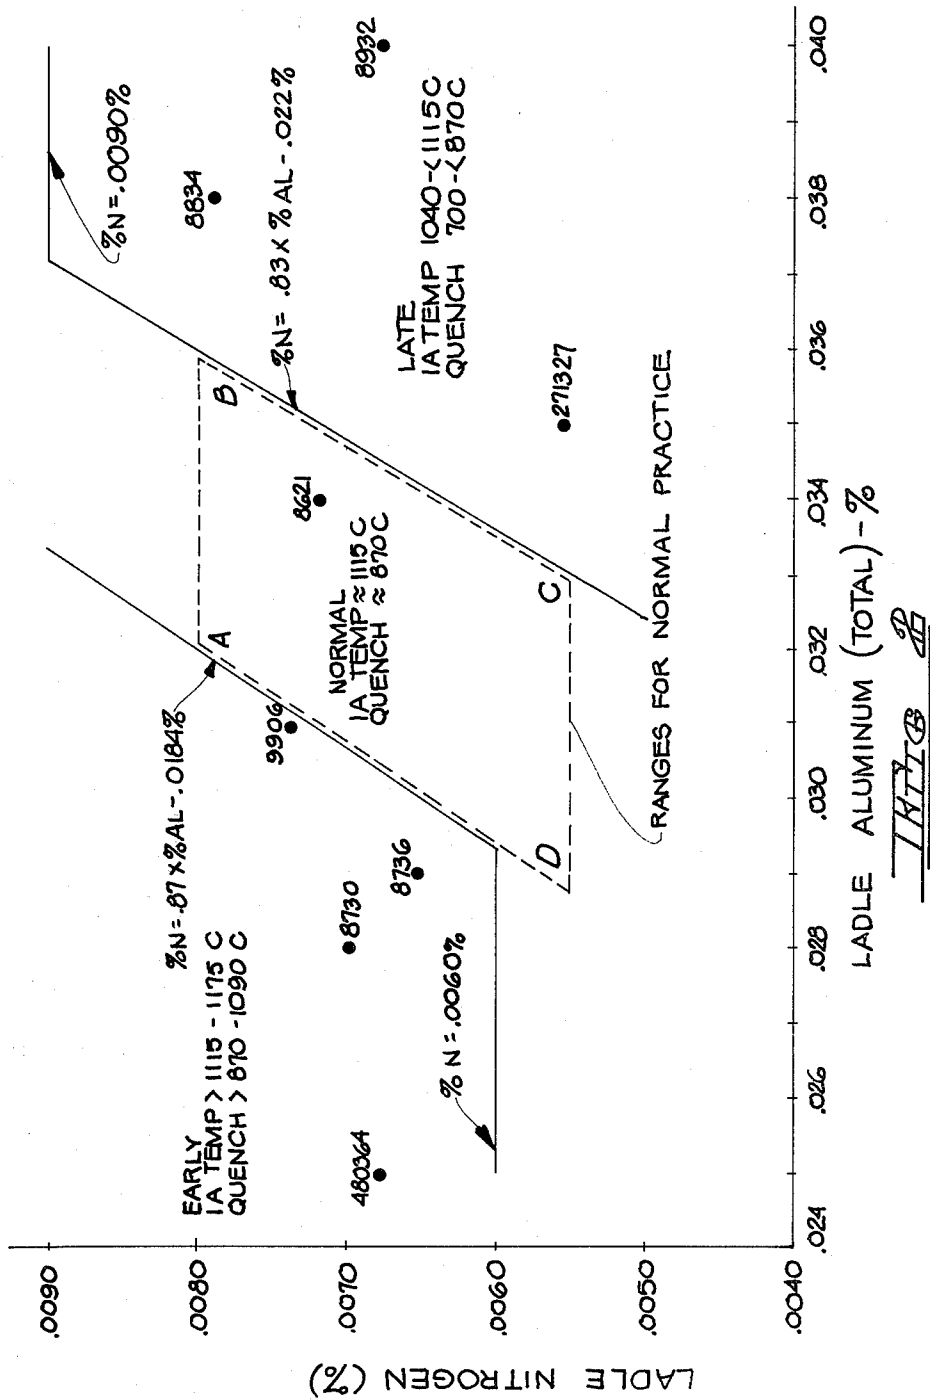 %N=.0090%
8834
8932
%N= .83 x % AL-.022%
LATE
IA TEMP 1040-<1115 C
QUENCH 700-<870C
B
8621
271327
A
NORMAL
IA TEMP ≈ 1115 C
QUENCH ≈ 870C
C
RANGES FOR NORMAL PRACTICE
%N=.87 x %AL-.0184%
9906
D
8736
8730
EARLY
IA TEMP > 1115 - 1175 C
QUENCH > 870 -1090 C
480364
% N =.0060%
.0090
.0080
.0070
.0060
.0050
.0040
LADLE NITROGEN (%)
.024
.026
.028
.030
.032
.034
.036
.038
.040
LADLE ALUMINUM (TOTAL) - %